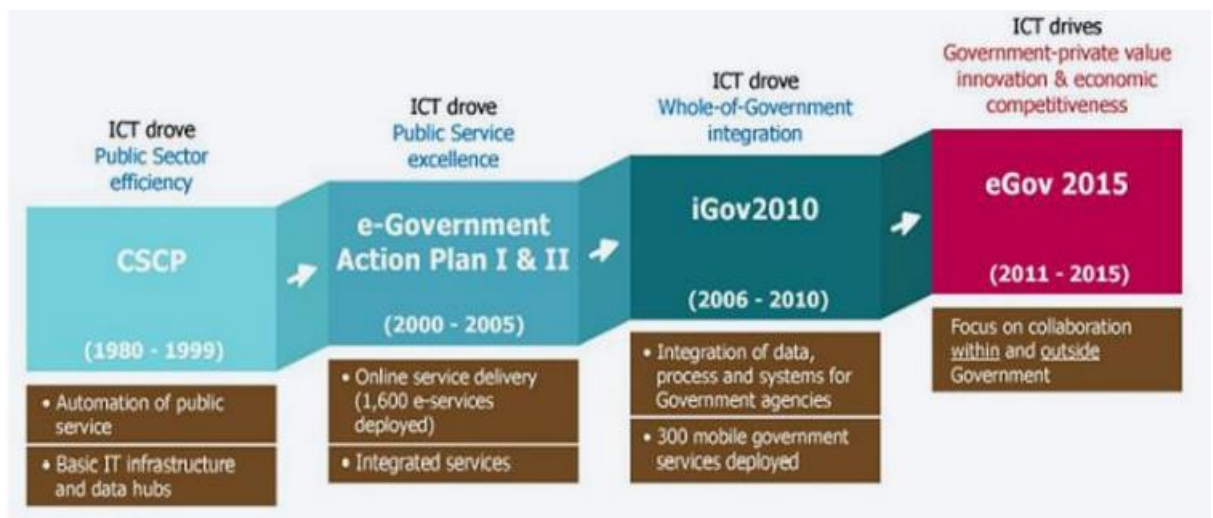 ICT drove
Public Sector
efficiency
CSCP
(1980 - 1999)
• Automation of public
service
• Basic IT infrastructure
and data hubs
ICT drove
Public Service
excellence
e-Government
Action Plan I & II
(2000 - 2005)
• Online service delivery
(1,600 e-services
deployed)
• Integrated services
ICT drove
Whole-of-Government
integration
iGov2010
(2006 - 2010)
• Integration of data,
process and systems for
Government agencies
• 300 mobile government
services deployed
ICT drives
Government-private value
innovation & economic
competitiveness
eGov 2015
(2011 - 2015)
Focus on collaboration
within and outside
Government